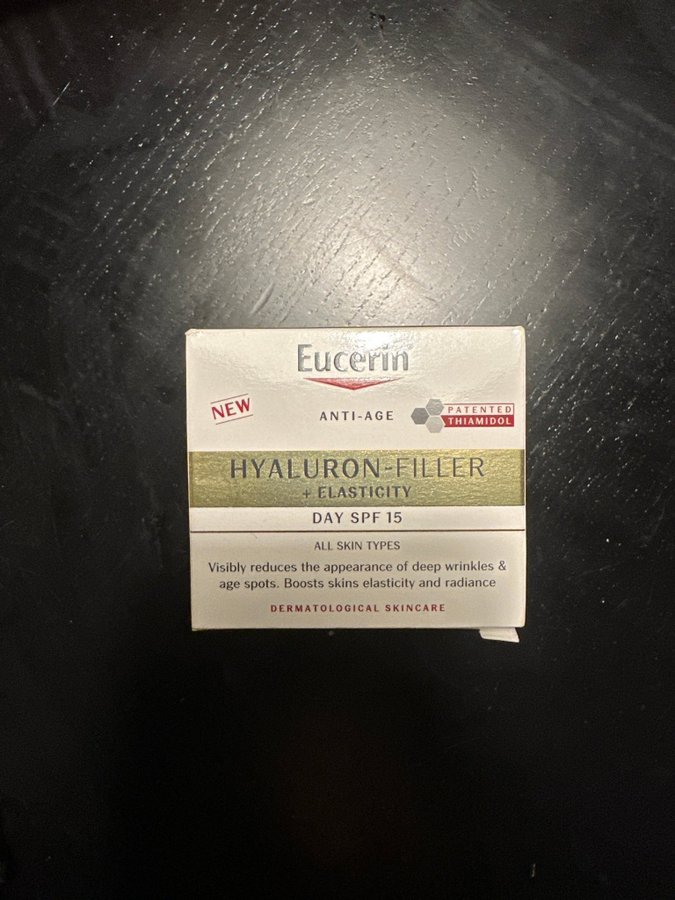 Eucerin®
NEW
ANTI-AGE
PATENTED
THIAMIDOL
HYALURON-FILLER
+ ELASTICITY
DAY SPF 15
ALL SKIN TYPES
Visibly reduces the appearance of deep wrinkles &
age spots. Boosts skins elasticity and radiance
DERMATOLOGICAL SKINCARE